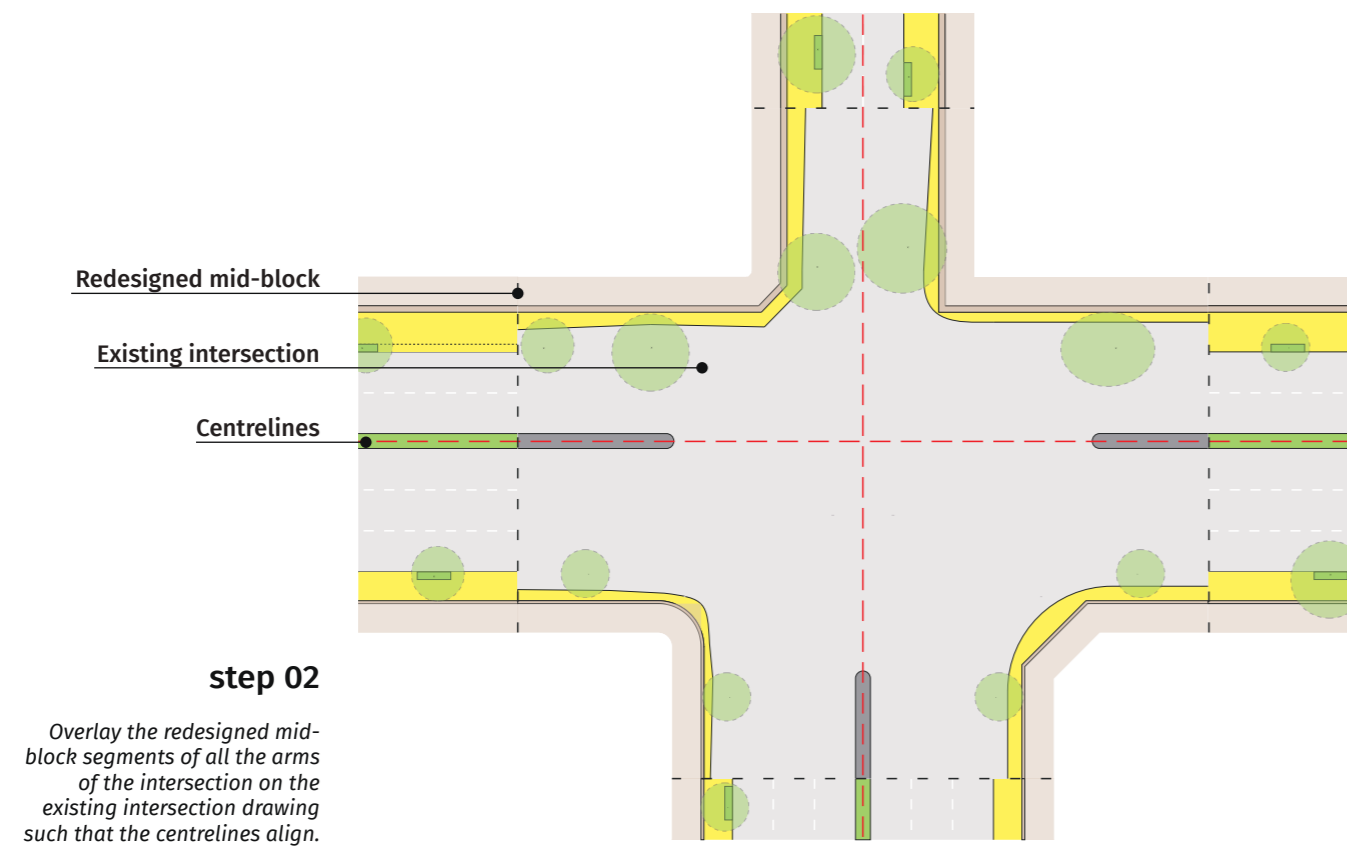 Redesigned mid-block
Existing intersection
Centrelines
step 02
Overlay the redesigned mid-
block segments of all the arms
of the intersection on the
existing intersection drawing
such that the centrelines align.